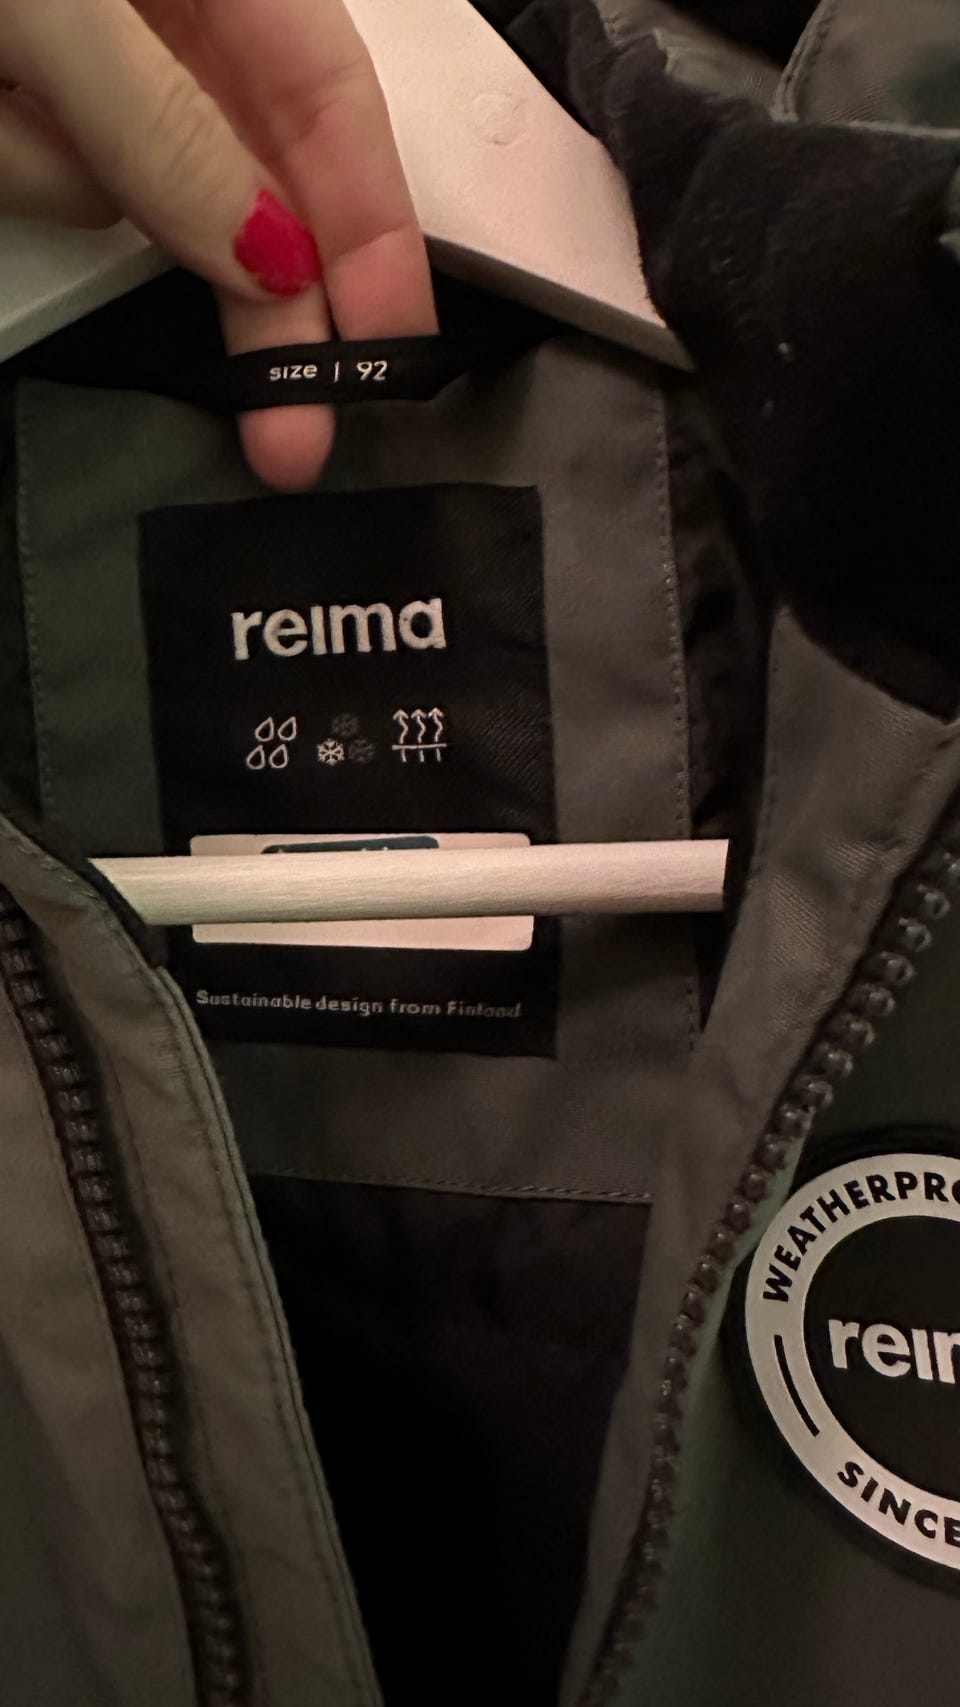 size | 92
reima
Sustainable design from Finland
WEATHERPRO
reim
SINCE